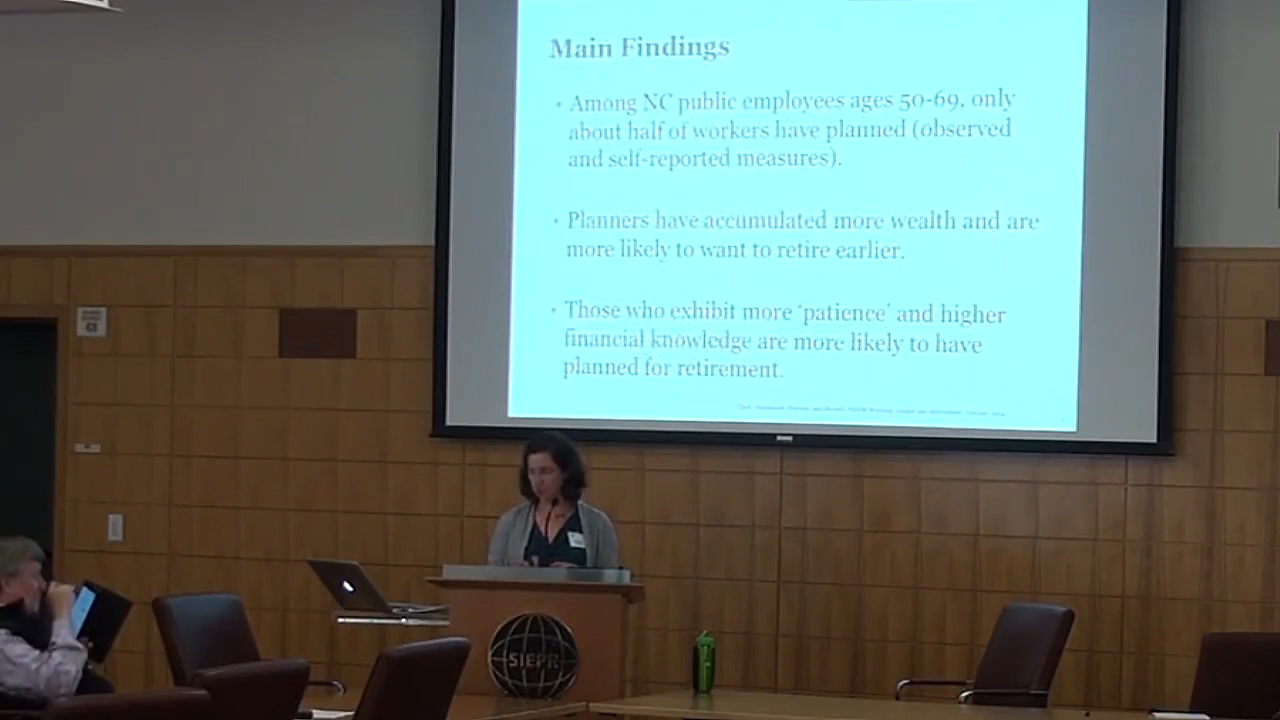 Main Findings
• Among NC public employees ages 50-69, only
about half of workers have planned (observed
and self-reported measures).
• Planners have accumulated more wealth and are
more likely to want to retire earlier.
• Those who exhibit more ‘patience’ and higher
financial knowledge are more likely to have
planned for retirement.
SIEPR